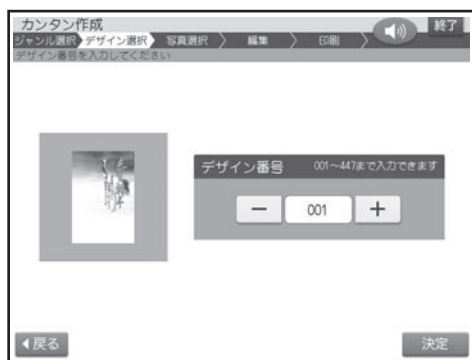 カンタン作成
終了
ジャンル選択 デザイン選択 写真選択 編集 印刷
デザイン番号を入力してください
デザイン番号 001～447まで入力できます
− 001 +
戻る
決定